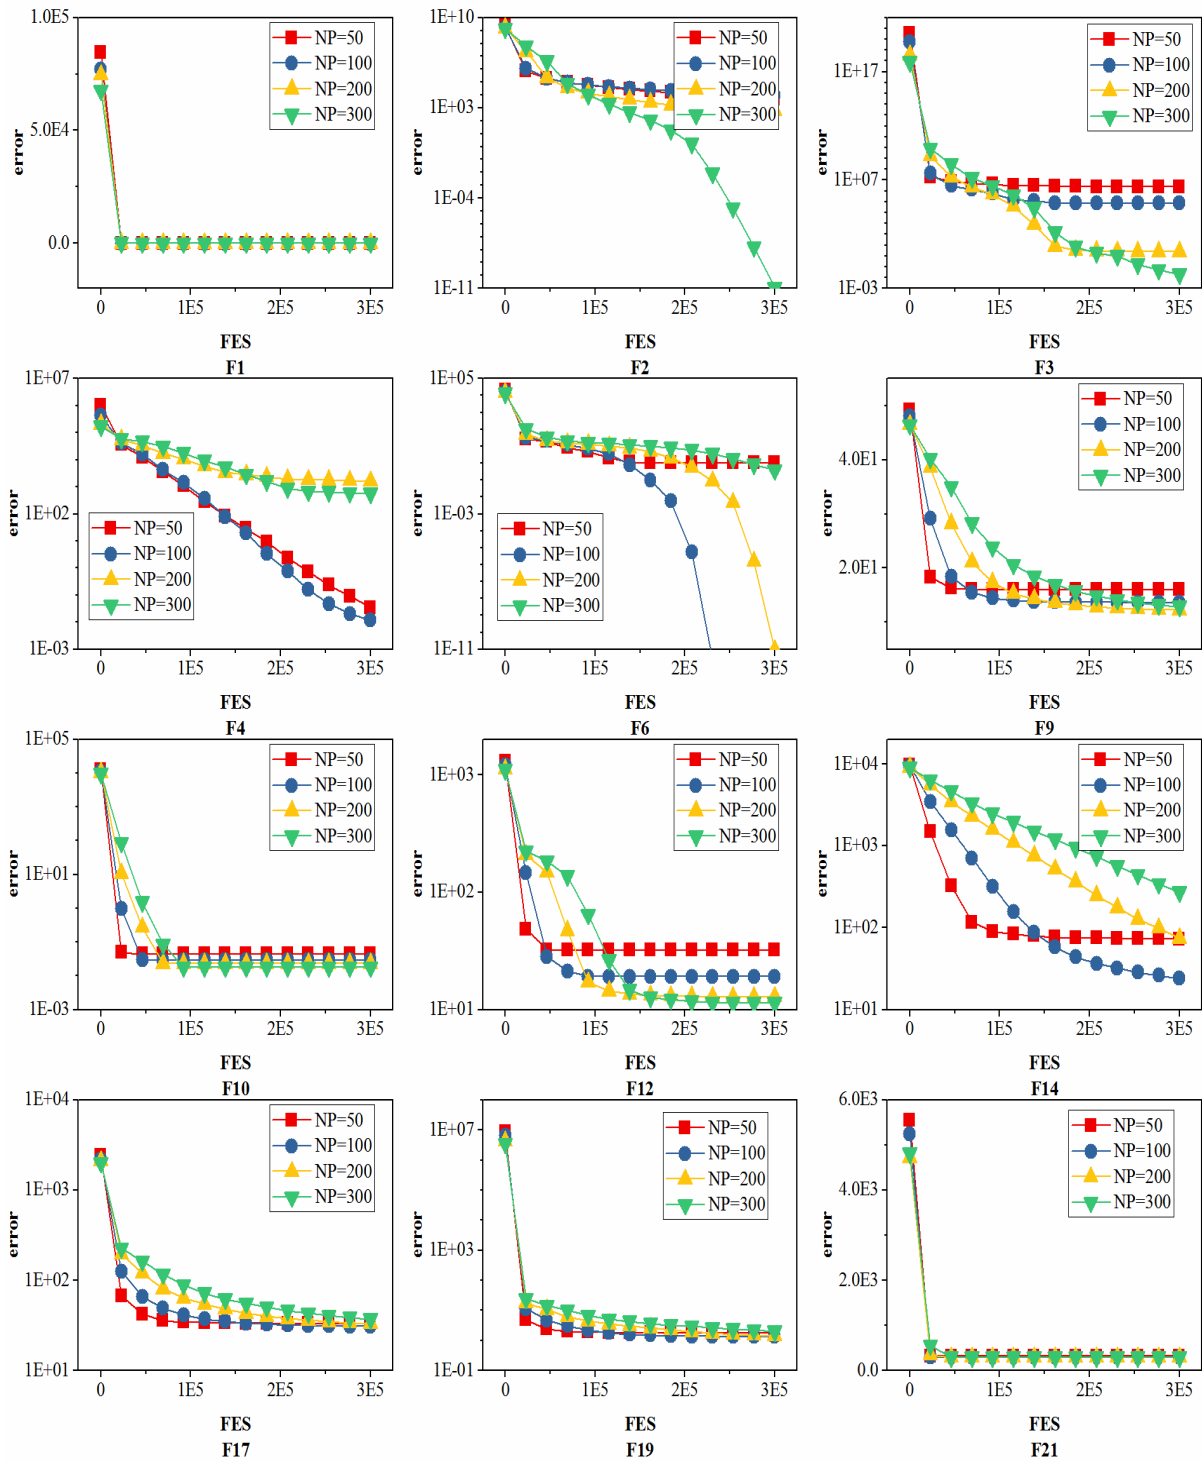 1.0E5
5.0E4
0.0
error
0
1E5
2E5
3E5
FES
F1
NP=50
NP=100
NP=200
NP=300
1E+10
1E+03
1E-04
1E-11
error
0
1E5
2E5
3E5
FES
F2
NP=50
NP=100
NP=200
NP=300
1E+17
1E+07
1E-03
error
0
1E5
2E5
3E5
FES
F3
NP=50
NP=100
NP=200
NP=300
1E+07
1E+02
1E-03
error
0
1E5
2E5
3E5
FES
F4
NP=50
NP=100
NP=200
NP=300
1E+05
1E-03
1E-11
error
0
1E5
2E5
3E5
FES
F6
NP=50
NP=100
NP=200
NP=300
4.0E1
2.0E1
error
0
1E5
2E5
3E5
FES
F9
NP=50
NP=100
NP=200
NP=300
1E+05
1E+01
1E-03
error
0
1E5
2E5
3E5
FES
F10
NP=50
NP=100
NP=200
NP=300
1E+03
1E+02
1E+01
error
0
1E5
2E5
3E5
FES
F12
NP=50
NP=100
NP=200
NP=300
1E+04
1E+03
1E+02
1E+01
error
0
1E5
2E5
3E5
FES
F14
NP=50
NP=100
NP=200
NP=300
1E+04
1E+03
1E+02
1E+01
error
0
1E5
2E5
3E5
FES
F17
NP=50
NP=100
NP=200
NP=300
1E+07
1E+03
1E-01
error
0
1E5
2E5
3E5
FES
F19
NP=50
NP=100
NP=200
NP=300
6.0E3
4.0E3
2.0E3
0.0
error
0
1E5
2E5
3E5
FES
F21
NP=50
NP=100
NP=200
NP=300